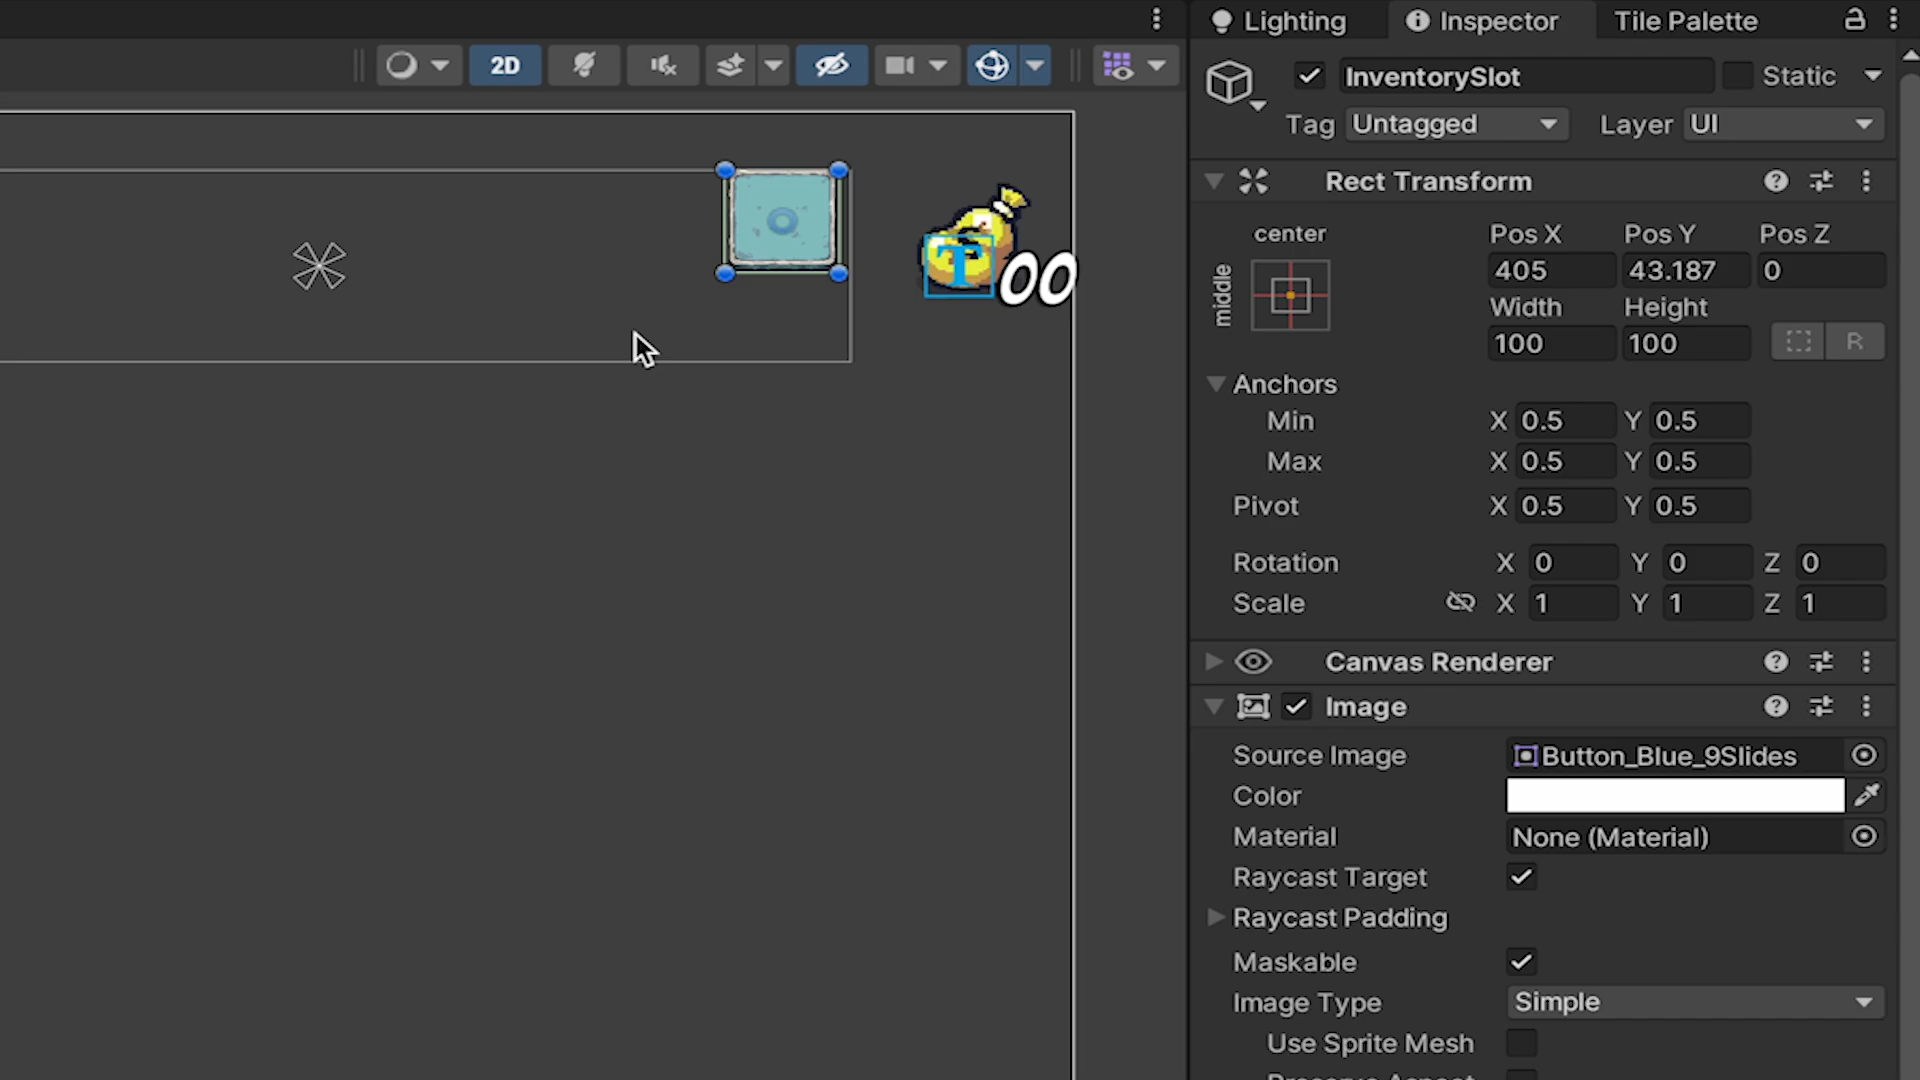 Lighting Inspector Tile Palette
2D
InventorySlot Static
Tag Untagged Layer UI
Rect Transform
center Pos X Pos Y Pos Z
middle 405 43.187 0
Width Height
100 100 R
Anchors
Min X 0.5 Y 0.5
Max X 0.5 Y 0.5
Pivot X 0.5 Y 0.5
Rotation X 0 Y 0 Z 0
Scale X 1 Y 1 Z 1
Canvas Renderer
Image
Source Image Button_Blue_9Slides
Color
Material None (Material)
Raycast Target
Raycast Padding
Maskable
Image Type Simple
Use Sprite Mesh
Preserve Aspect
T 00